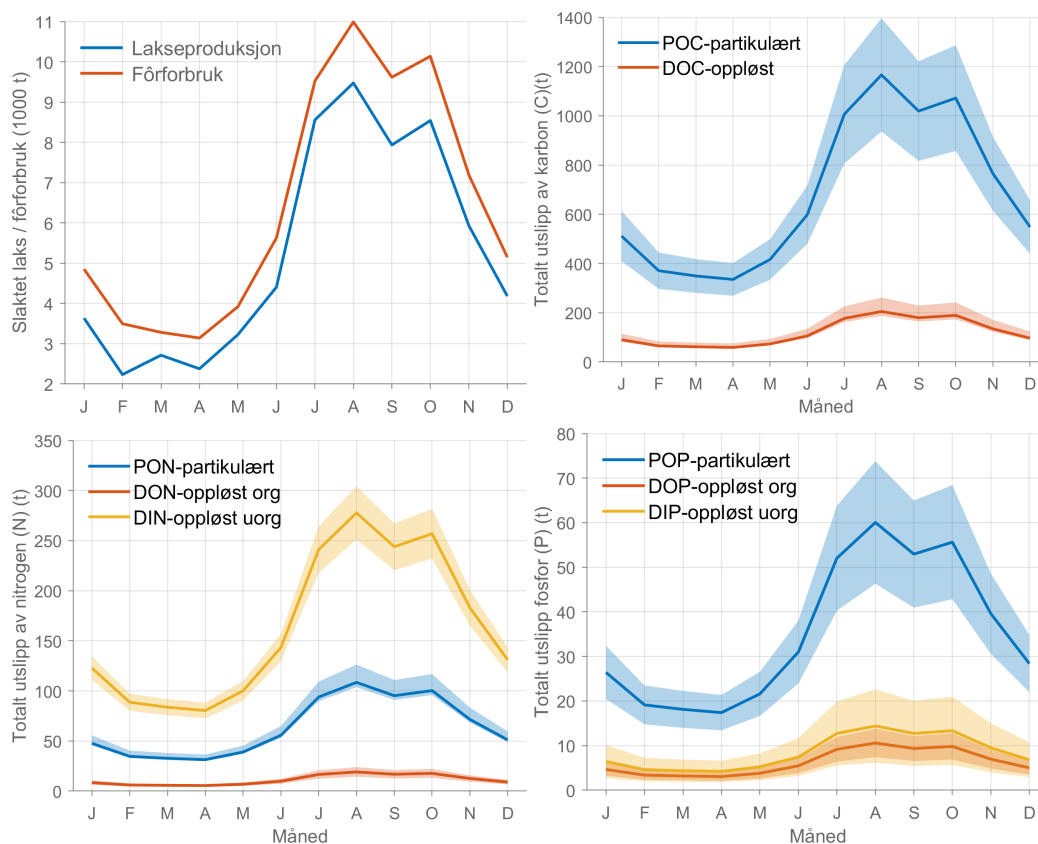 Slaktet laks / fôrforbruk (1000 t)
11
10
9
8
7
6
5
4
3
2
Lakseproduksjon
Fôrforbruk
J F M A M J J A S O N D
Totalt utslipp av karbon (C)(t)
1400
1200
1000
800
600
400
200
0
POC-partikulært
DOC-oppløst
J F M A M J J A S O N D
Måned
Totalt utslipp av nitrogen (N) (t)
350
300
250
200
150
100
50
0
PON-partikulært
DON-oppløst org
DIN-oppløst uorg
J F M A M J J A S O N D
Måned
Totalt utslipp fosfor (P) (t)
80
70
60
50
40
30
20
10
0
POP-partikulært
DOP-oppløst org
DIP-oppløst uorg
J F M A M J J A S O N D
Måned